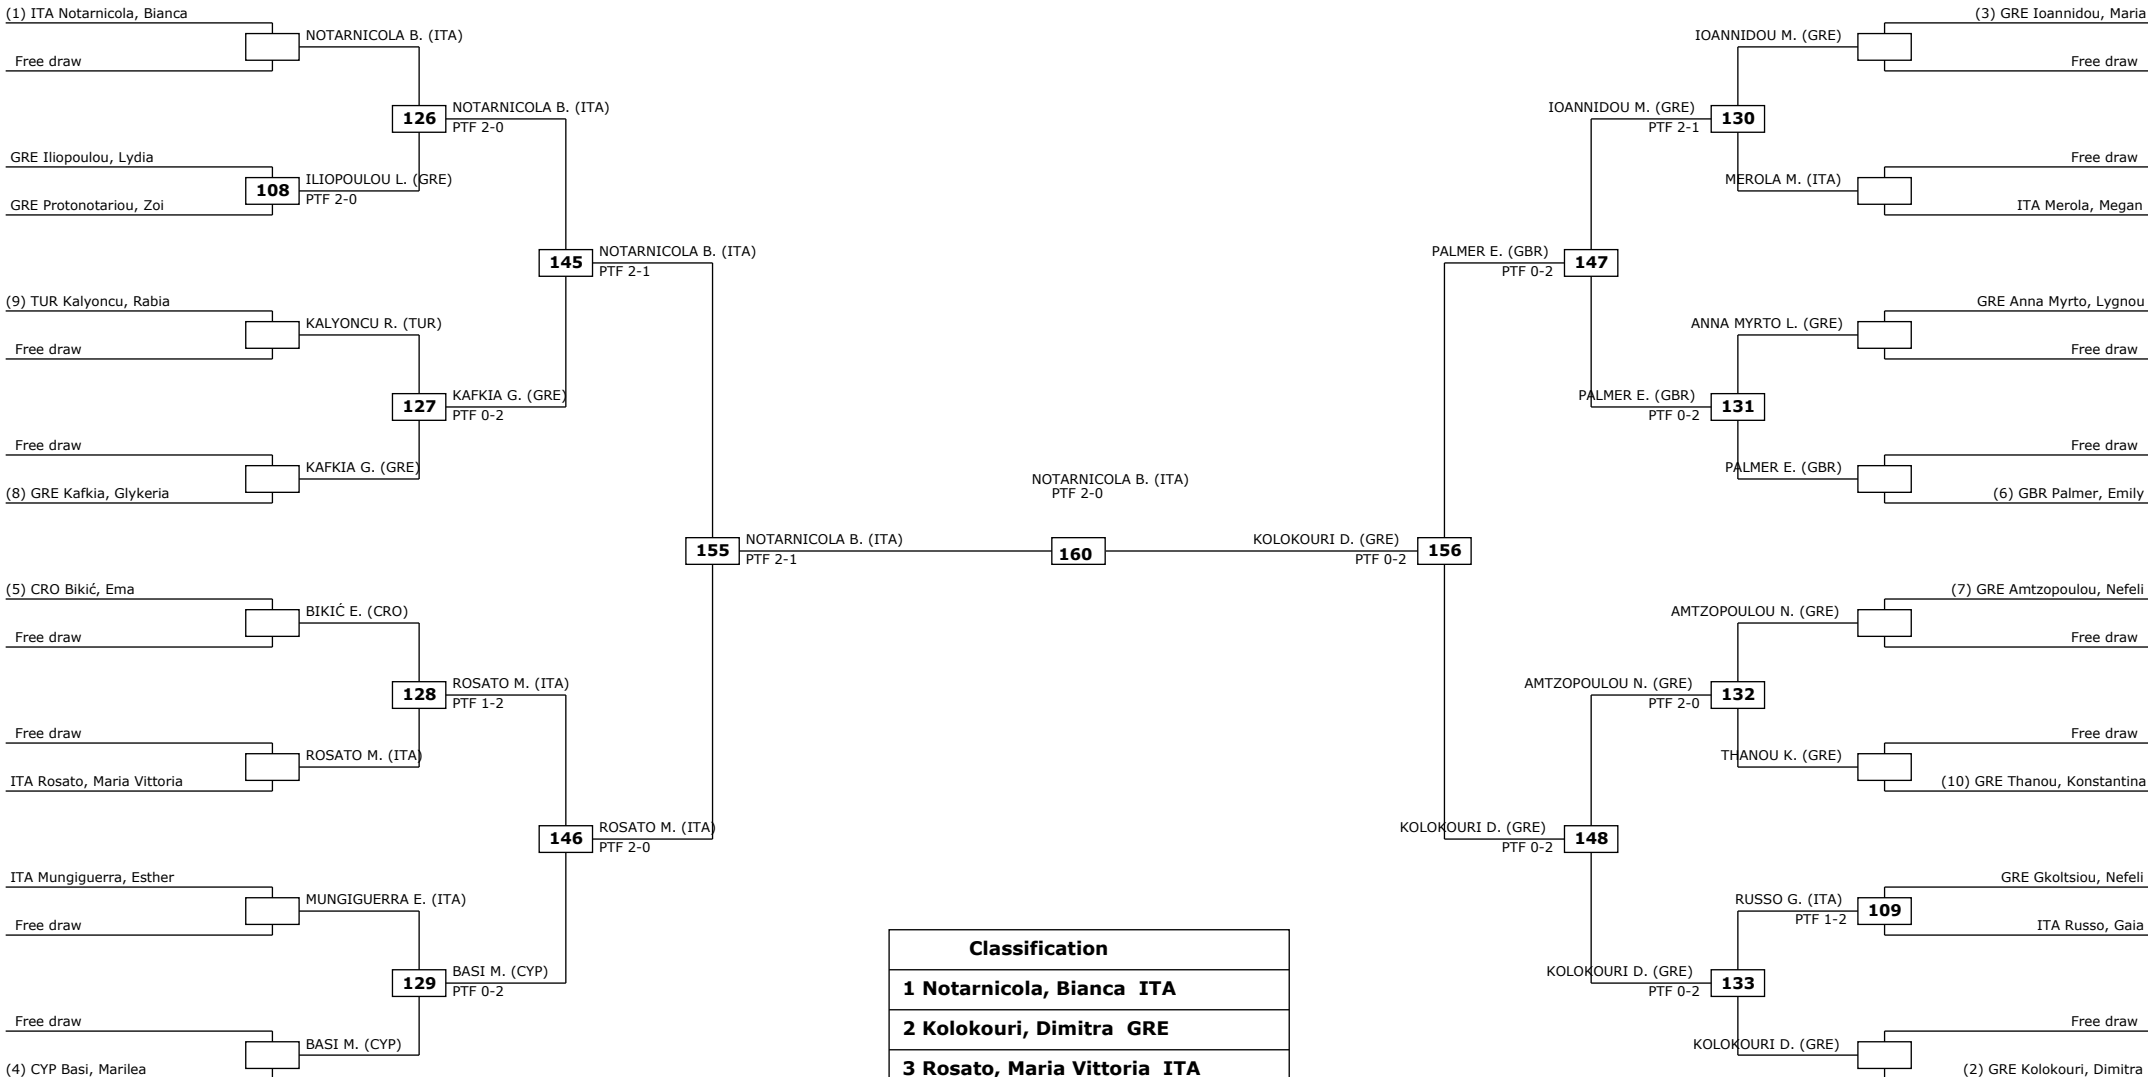 (1) ITA Notarnicola, Bianca
NOTARNICOLA B. (ITA)
Free draw
126
NOTARNICOLA B. (ITA)
PTF 2-0
GRE Iliopoulou, Lydia
108
ILIOPOULOU L. (GRE)
PTF 2-0
GRE Protonotariou, Zoi
145
NOTARNICOLA B. (ITA)
PTF 2-1
(9) TUR Kalyoncu, Rabia
KALYONCU R. (TUR)
Free draw
127
KAFKIA G. (GRE)
PTF 0-2
Free draw
KAFKIA G. (GRE)
(8) GRE Kafkia, Glykeria
155
NOTARNICOLA B. (ITA)
PTF 2-1
(5) CRO Bikić, Ema
BIKIĆ E. (CRO)
Free draw
128
ROSATO M. (ITA)
PTF 1-2
Free draw
ROSATO M. (ITA)
ITA Rosato, Maria Vittoria
146
ROSATO M. (ITA)
PTF 2-0
ITA Mungiguerra, Esther
MUNGIGUERRA E. (ITA)
Free draw
129
BASI M. (CYP)
PTF 0-2
Free draw
BASI M. (CYP)
(4) CYP Basi, Marilea
NOTARNICOLA B. (ITA)
PTF 2-0
160
(3) GRE Ioannidou, Maria
IOANNIDOU M. (GRE)
Free draw
IOANNIDOU M. (GRE)
PTF 2-1
130
Free draw
MEROLA M. (ITA)
ITA Merola, Megan
PALMER E. (GBR)
PTF 0-2
147
GRE Anna Myrto, Lygnou
ANNA MYRTO L. (GRE)
Free draw
PALMER E. (GBR)
PTF 0-2
131
Free draw
PALMER E. (GBR)
(6) GBR Palmer, Emily
KOLOKOURI D. (GRE)
PTF 0-2
156
(7) GRE Amtzopoulou, Nefeli
AMTZOPOULOU N. (GRE)
Free draw
AMTZOPOULOU N. (GRE)
PTF 2-0
132
Free draw
THANOU K. (GRE)
(10) GRE Thanou, Konstantina
KOLOKOURI D. (GRE)
PTF 0-2
148
GRE Gkoltsiou, Nefeli
RUSSO G. (ITA)
PTF 1-2
109
ITA Russo, Gaia
KOLOKOURI D. (GRE)
PTF 0-2
133
Free draw
KOLOKOURI D. (GRE)
(2) GRE Kolokouri, Dimitra
Classification
1 Notarnicola, Bianca ITA
2 Kolokouri, Dimitra GRE
3 Rosato, Maria Vittoria ITA